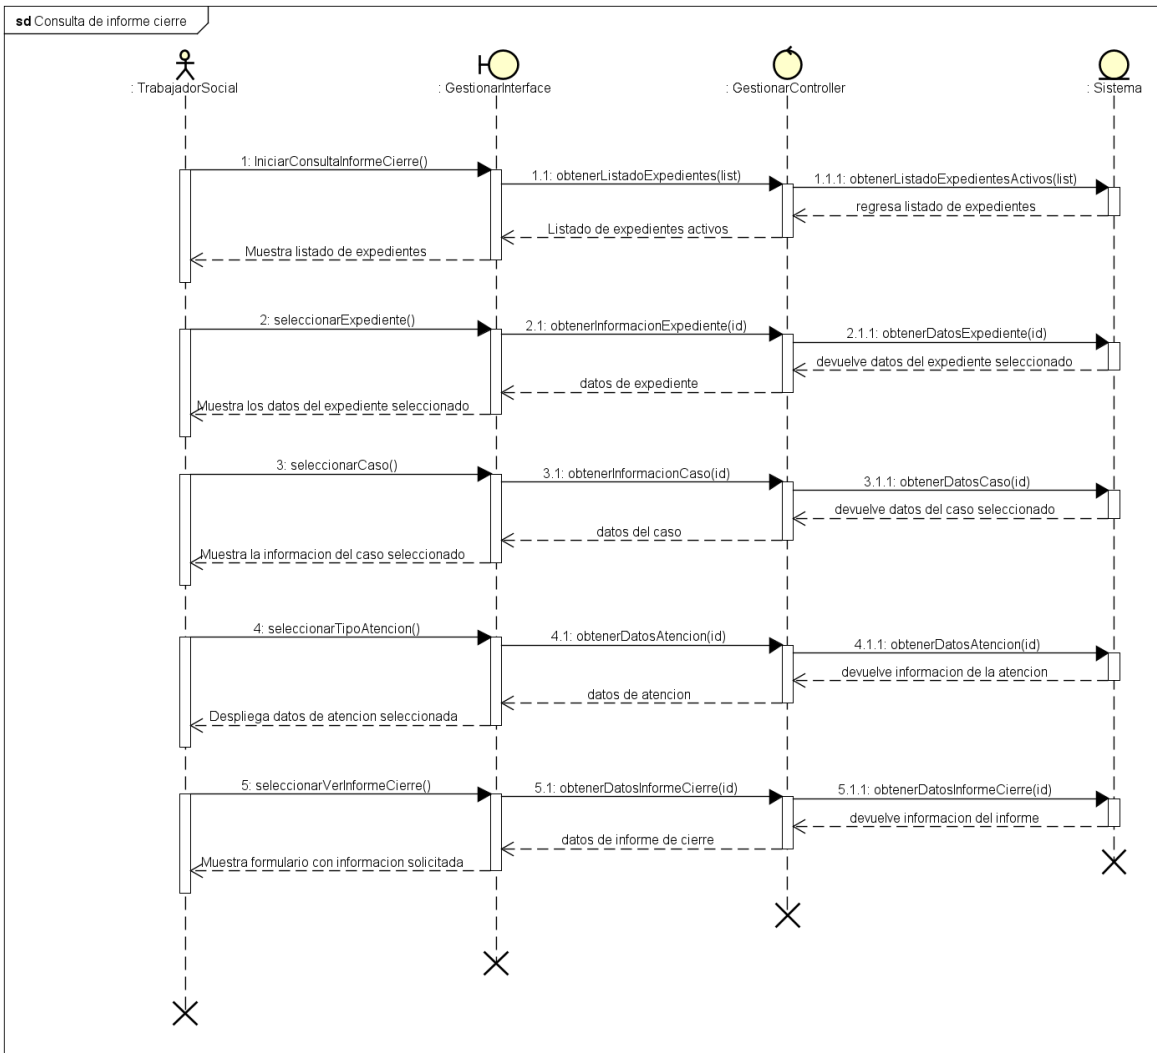 sd Consulta de informe cierre
: TrabajadorSocial
: GestionarInterface
: GestionarController
: Sistema
1: IniciarConsultaInformeCierre()
1.1: obtenerListadoExpedientes(list)
1.1.1: obtenerListadoExpedientesActivos(list)
regresa listado de expedientes
Listado de expedientes activos
Muestra listado de expedientes
2: seleccionarExpediente()
2.1: obtenerInformacionExpediente(id)
2.1.1: obtenerDatosExpediente(id)
devuelve datos del expediente seleccionado
datos de expediente
Muestra los datos del expediente seleccionado
3: seleccionarCaso()
3.1: obtenerInformacionCaso(id)
3.1.1: obtenerDatosCaso(id)
devuelve datos del caso seleccionado
datos del caso
Muestra la informacion del caso seleccionado
4: seleccionarTipoAtencion()
4.1: obtenerDatosAtencion(id)
4.1.1: obtenerDatosAtencion(id)
devuelve informacion de la atencion
datos de atencion
Despliega datos de atencion seleccionada
5: seleccionarVerInformeCierre()
5.1: obtenerDatosInformeCierre(id)
5.1.1: obtenerDatosInformeCierre(id)
devuelve informacion del informe
datos de informe de cierre
Muestra formulario con informacion solicitada